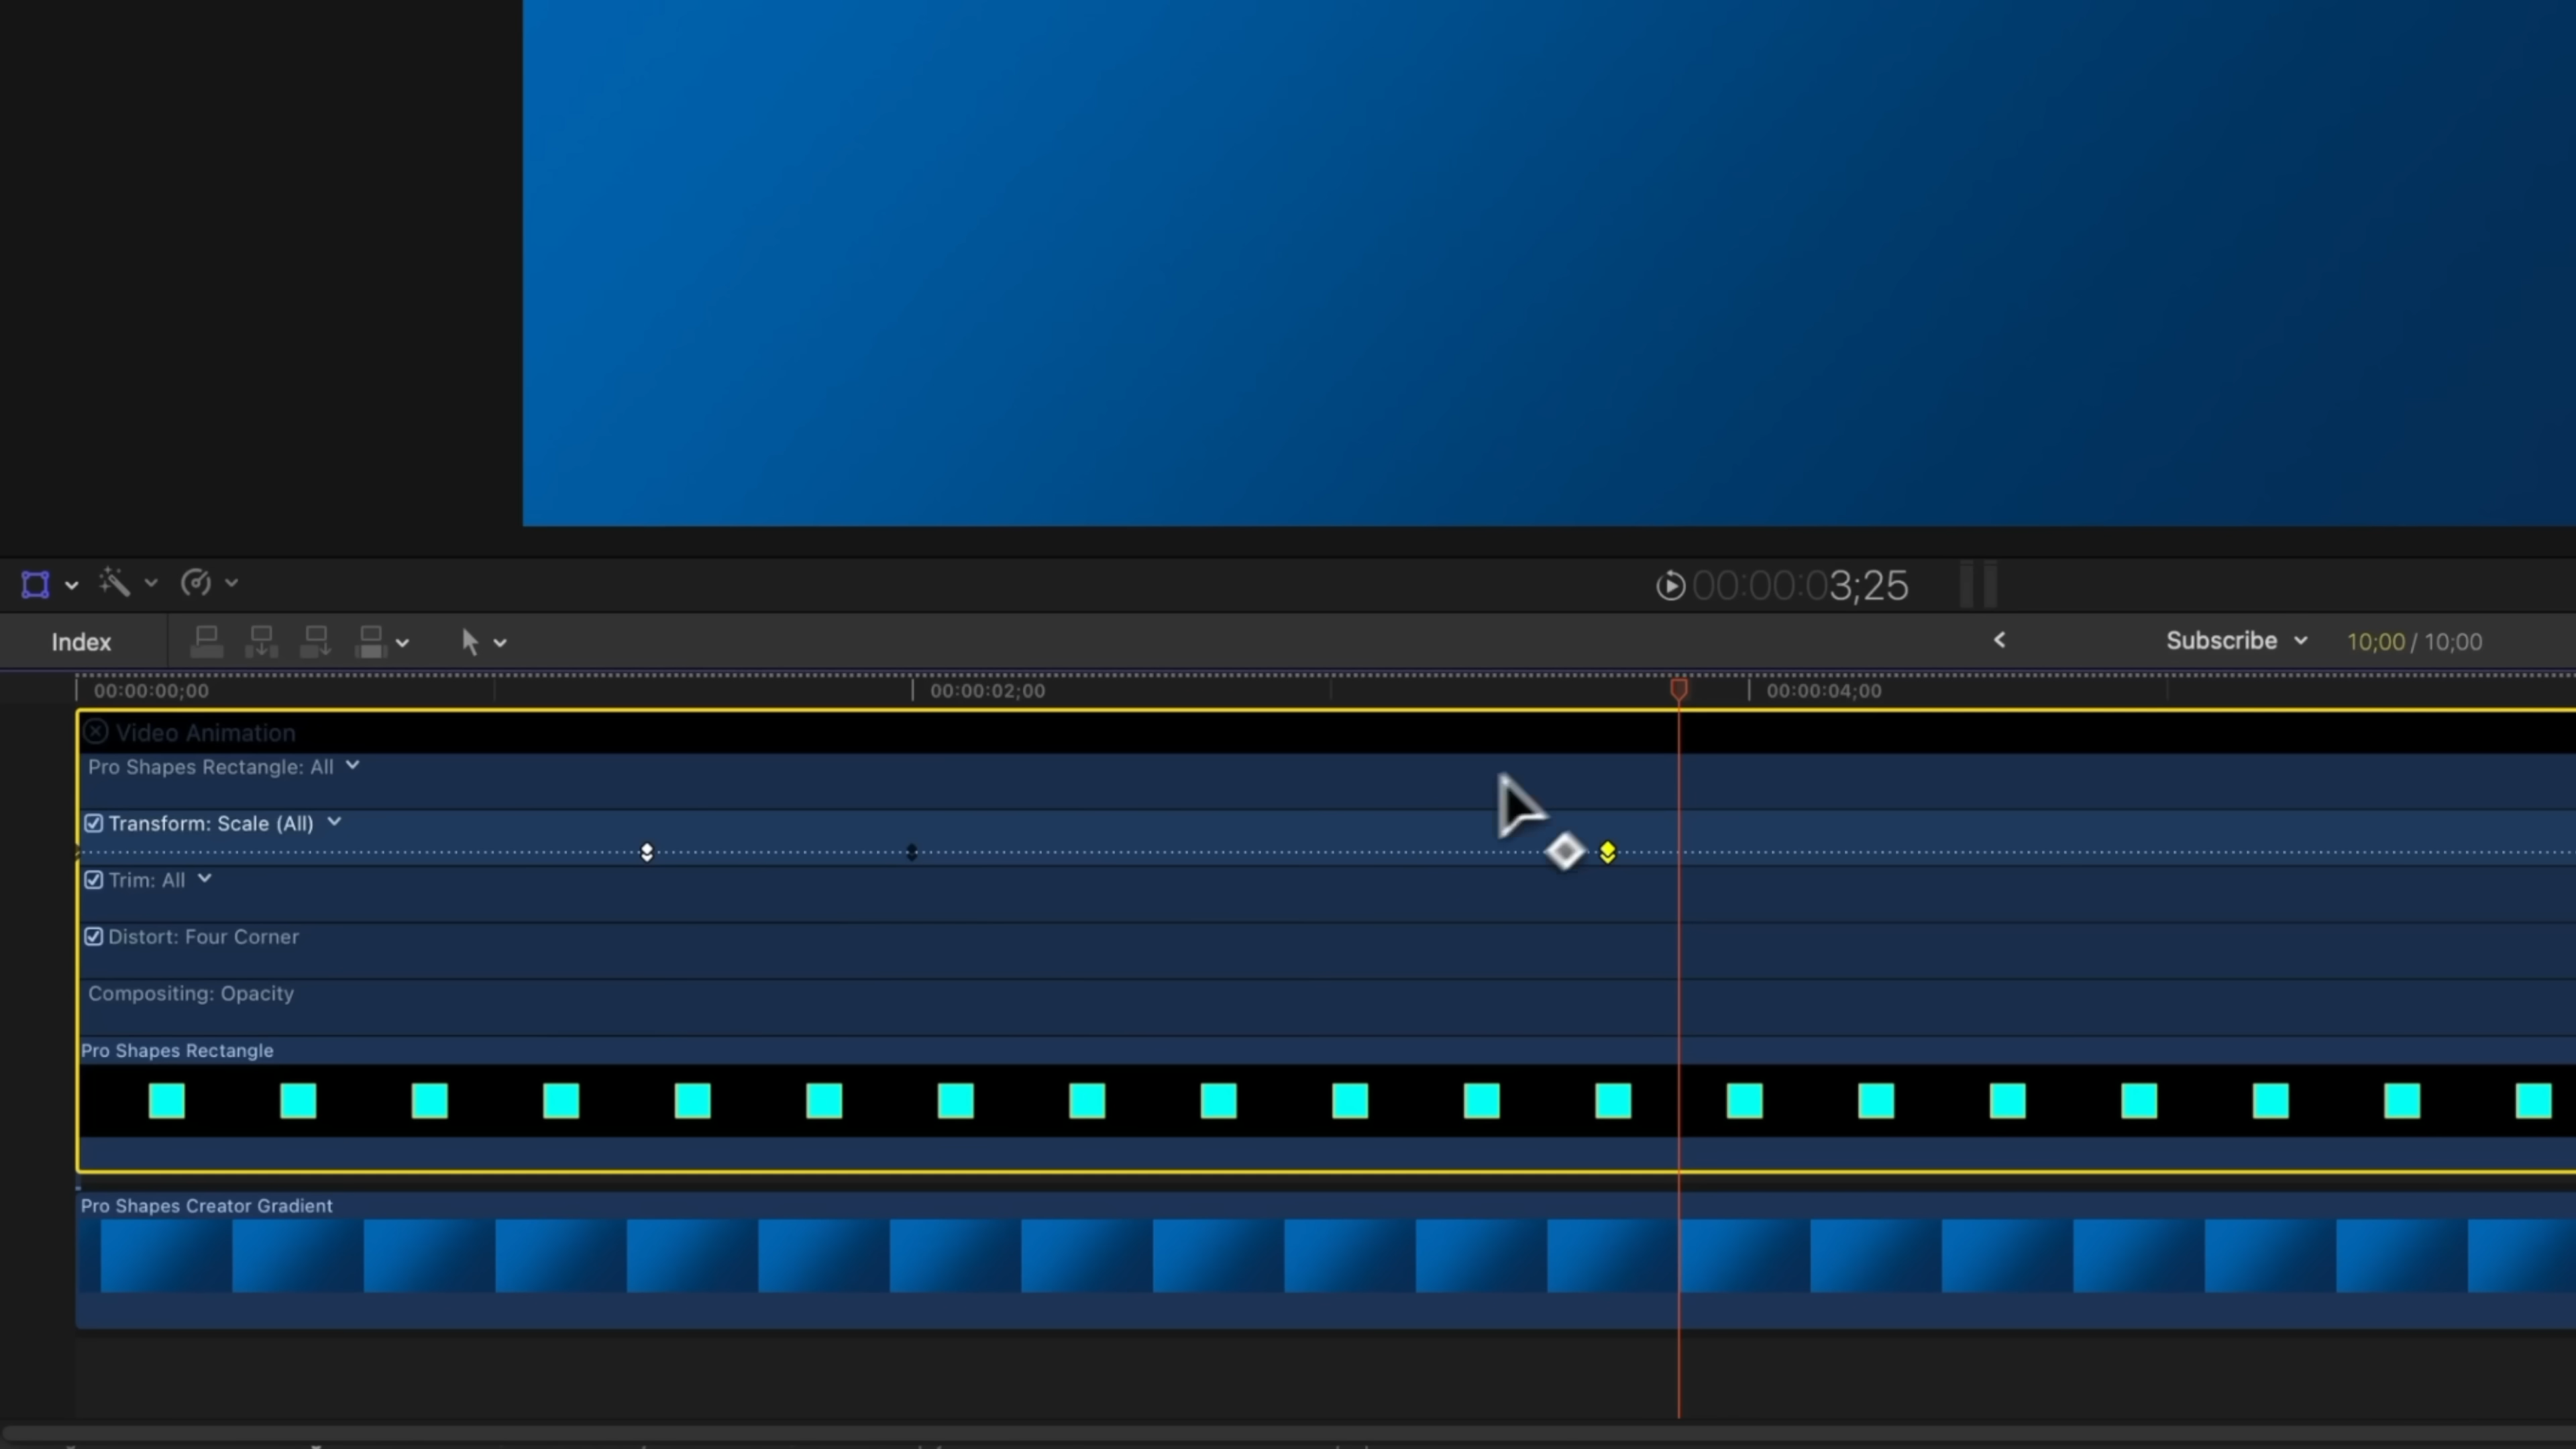 00:00:03;25
Index
Subscribe
10;00 / 10;00
00:00:00;00
00:00:02;00
00:00:04;00
Video Animation
Pro Shapes Rectangle: All
Transform: Scale (All)
Trim: All
Distort: Four Corner
Compositing: Opacity
Pro Shapes Rectangle
Pro Shapes Creator Gradient